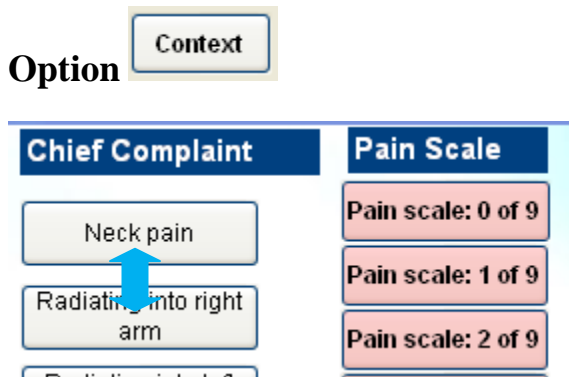 Option Context
Chief Complaint
Pain Scale
Neck pain
Pain scale: 0 of 9
Pain scale: 1 of 9
Radiating into right
arm
Pain scale: 2 of 9